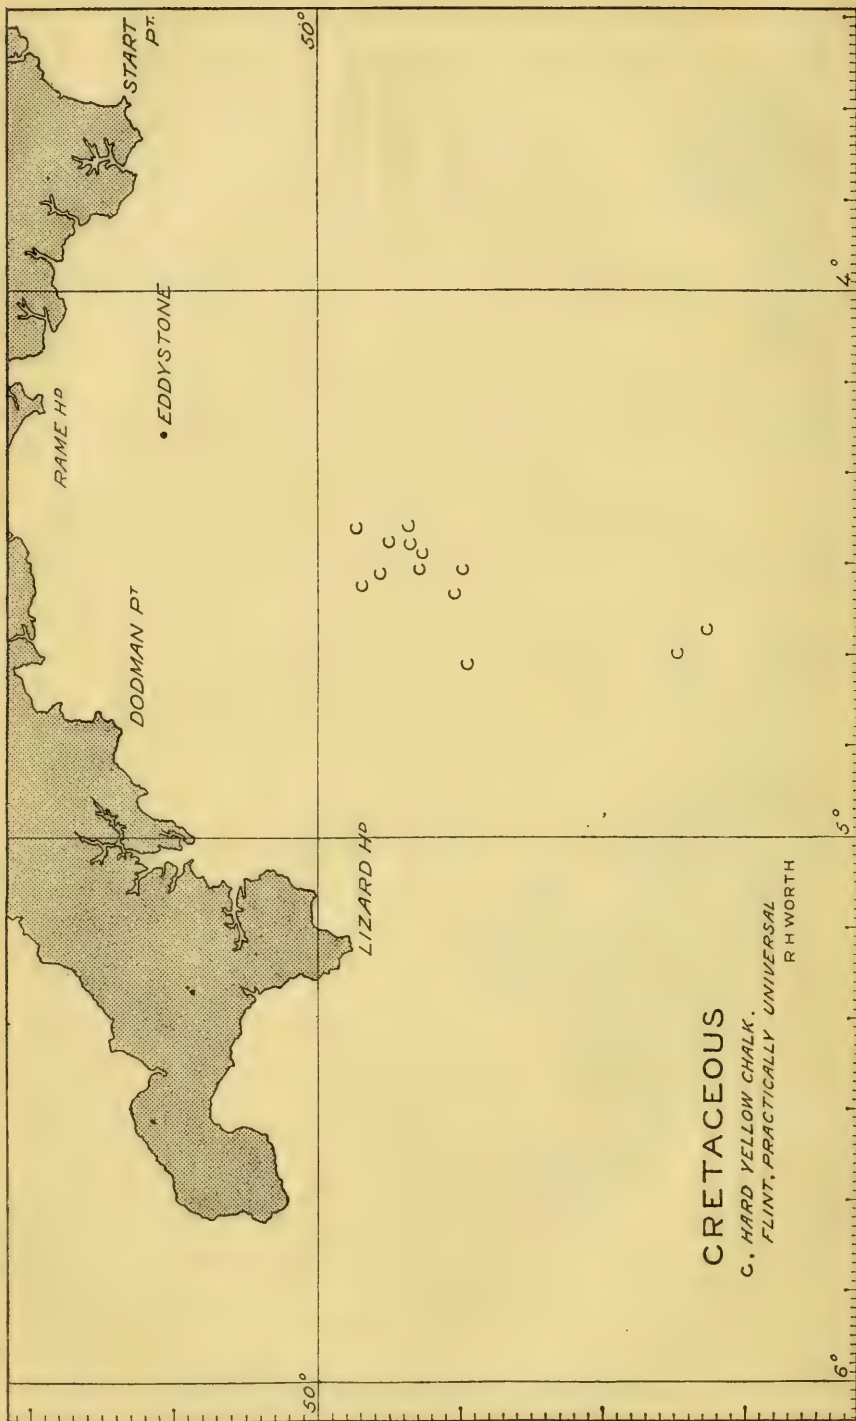 START
PT.
50°
RAME HD
• EDDYSTONE
4°
DODMAN PT
C
C
C
C
C
C
C
C
C
C
C
C
C
C
5°
LIZARD HD
CRETACEOUS
C. HARD YELLOW CHALK.
FLINT, PRACTICALLY UNIVERSAL
R H WORTH
50°
6°